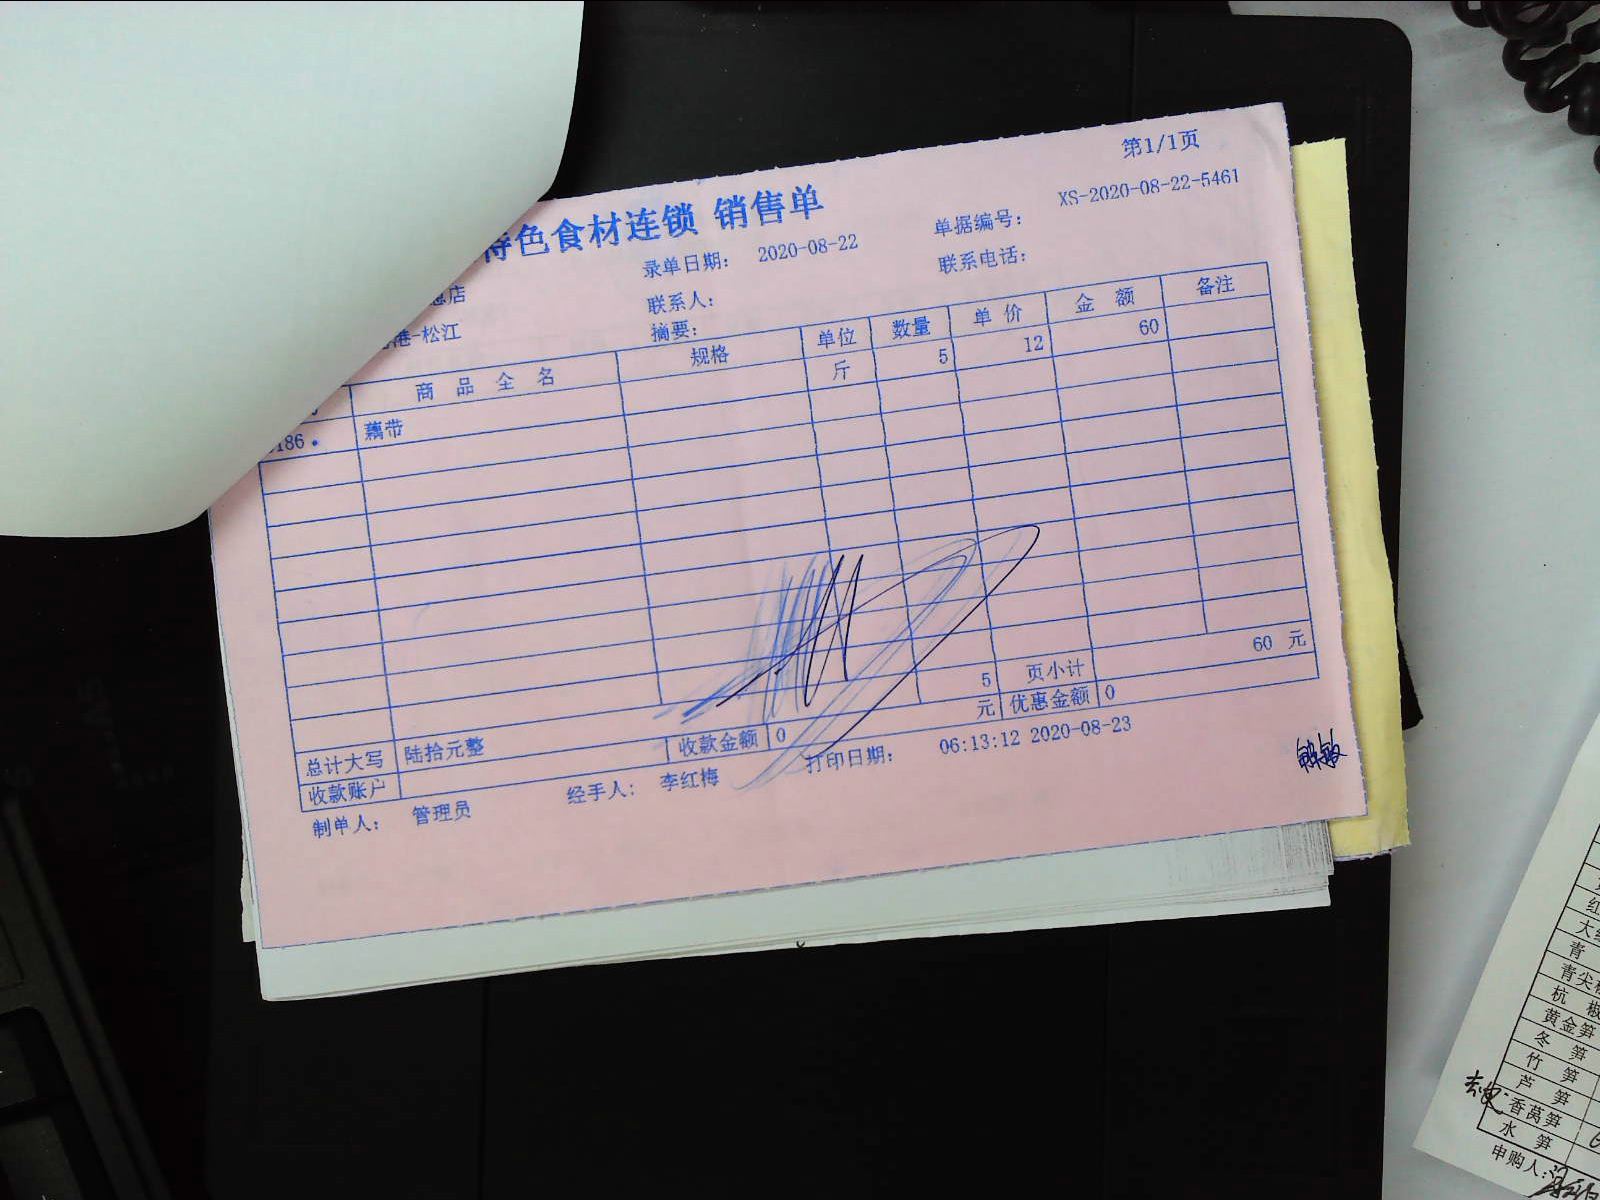 第1/1页
特色食材连锁 销售单
录单日期: 2020-08-22
单据编号: XS-2020-08-22-5461
店
联系人:
联系电话:
港-松江
摘要:
商 品 全 名 规格 单位 数量 单 价 金 额 备注
186. 藕带 斤 5 12 60
5 页小计 60 元
总计大写 陆拾元整 收款金额 0 元 优惠金额 0
收款账户
制单人: 管理员 经手人: 李红梅 打印日期: 06:13:12 2020-08-23
红
大
青
青尖
杭 椒
黄金笋
冬 笋
竹 笋
芦 笋
香莴笋
水 笋
申购人: